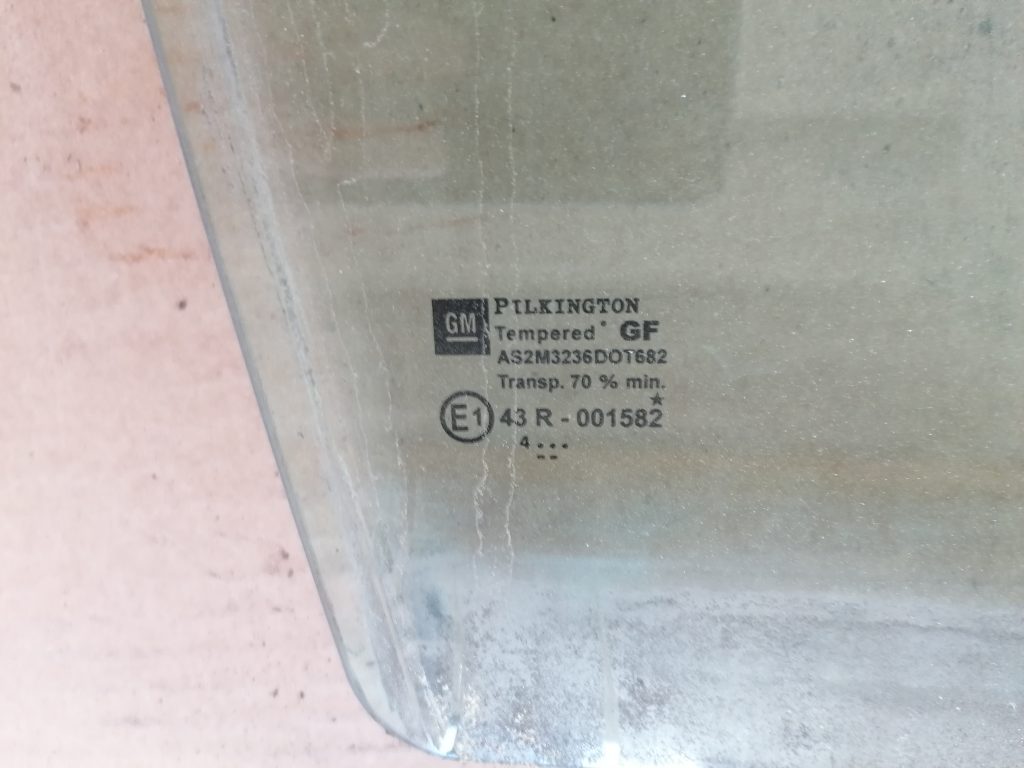 GM PILKINGTON
Tempered GF
AS2M3236DOT682
Transp. 70 % min.
E1 43 R - 001582
4 ...
--